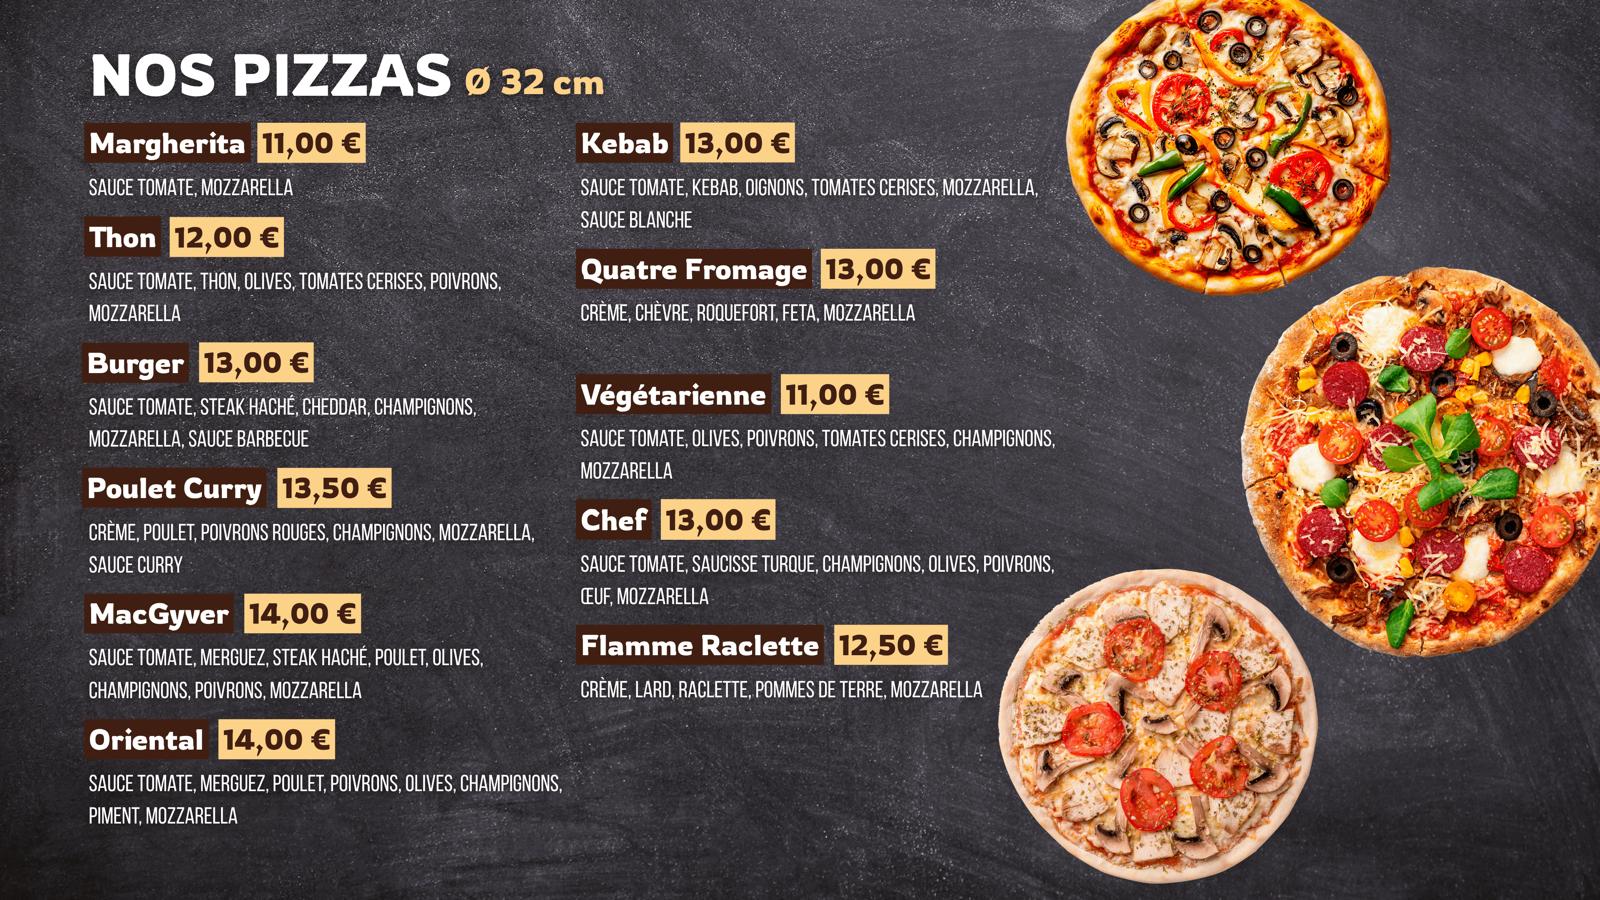 NOS PIZZAS Ø 32 cm
Margherita 11,00 €
SAUCE TOMATE, MOZZARELLA
Thon 12,00 €
SAUCE TOMATE, THON, OLIVES, TOMATES CERISES, POIVRONS,
MOZZARELLA
Burger 13,00 €
SAUCE TOMATE, STEAK HACHÉ, CHEDDAR, CHAMPIGNONS,
MOZZARELLA, SAUCE BARBECUE
Poulet Curry 13,50 €
CRÈME, POULET, POIVRONS ROUGES, CHAMPIGNONS, MOZZARELLA,
SAUCE CURRY
MacGyver 14,00 €
SAUCE TOMATE, MERGUEZ, STEAK HACHÉ, POULET, OLIVES,
CHAMPIGNONS, POIVRONS, MOZZARELLA
Oriental 14,00 €
SAUCE TOMATE, MERGUEZ, POULET, POIVRONS, OLIVES, CHAMPIGNONS,
PIMENT, MOZZARELLA
Kebab 13,00 €
SAUCE TOMATE, KEBAB, OIGNONS, TOMATES CERISES, MOZZARELLA,
SAUCE BLANCHE
Quatre Fromage 13,00 €
CRÈME, CHÈVRE, ROQUEFORT, FETA, MOZZARELLA
Végétarienne 11,00 €
SAUCE TOMATE, OLIVES, POIVRONS, TOMATES CERISES, CHAMPIGNONS,
MOZZARELLA
Chef 13,00 €
SAUCE TOMATE, SAUCISSE TURQUE, CHAMPIGNONS, OLIVES, POIVRONS,
ŒUF, MOZZARELLA
Flamme Raclette 12,50 €
CRÈME, LARD, RACLETTE, POMMES DE TERRE, MOZZARELLA